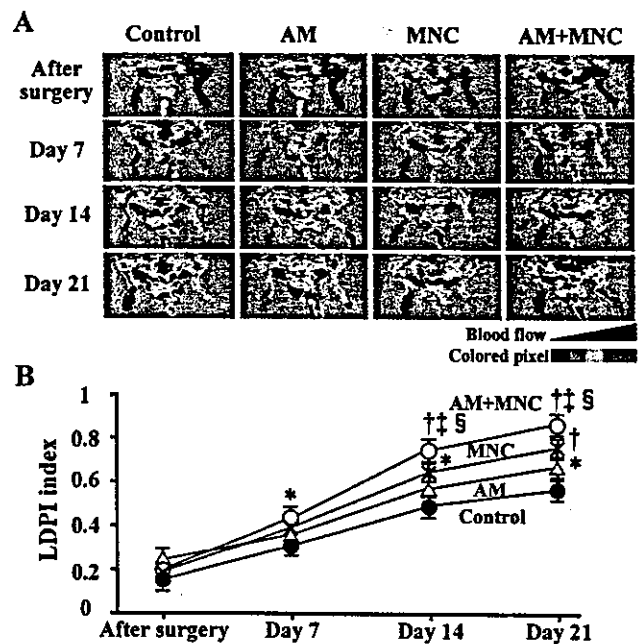 A
Control AM MNC AM+MNC
After surgery
Day 7
Day 14
Day 21
Blood flow
Colored pixel
B
LDPI index
1
0.8
0.6
0.4
0.2
0
*
†‡ §
AM+MNC
†‡ §
MNC
*
†
*
AM
Control
After surgery Day 7 Day 14 Day 21